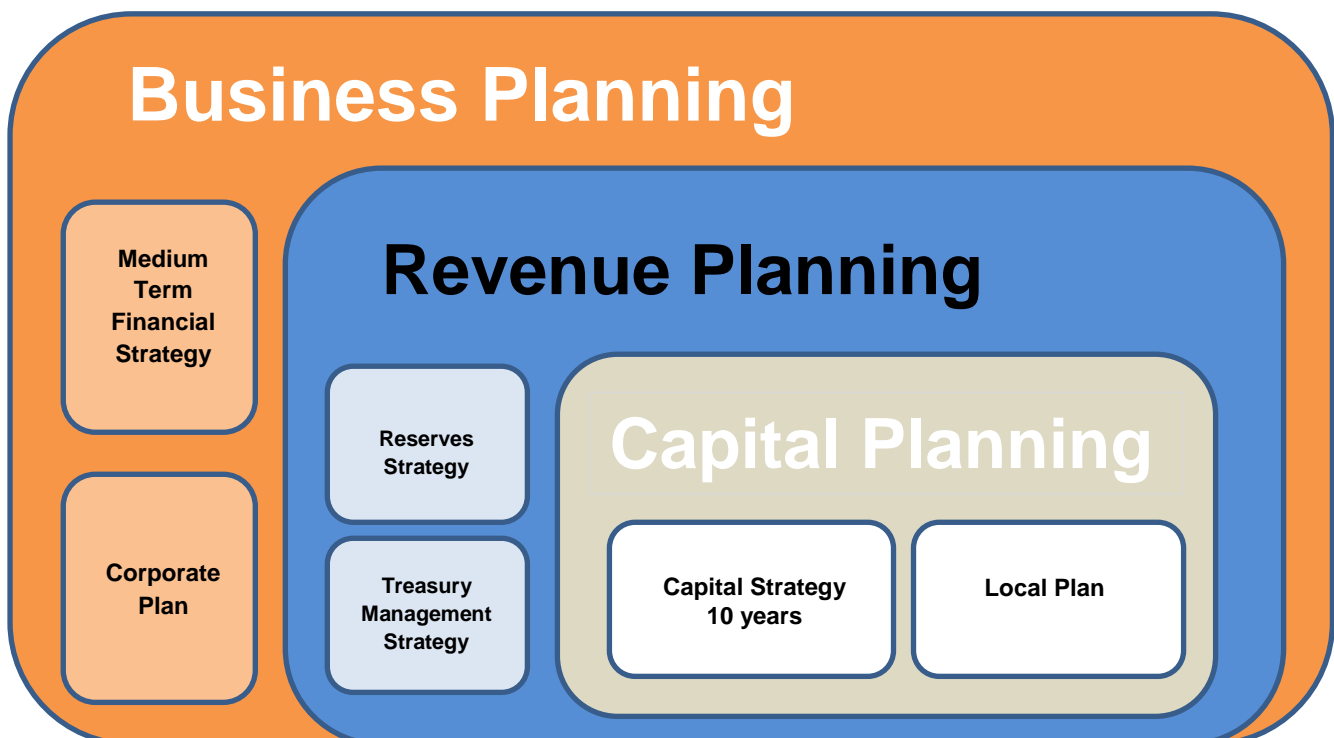 Business Planning
Medium
Term
Financial
Strategy
Revenue Planning
Reserves
Strategy
Capital Planning
Corporate
Plan
Treasury
Management
Strategy
Capital Strategy
10 years
Local Plan